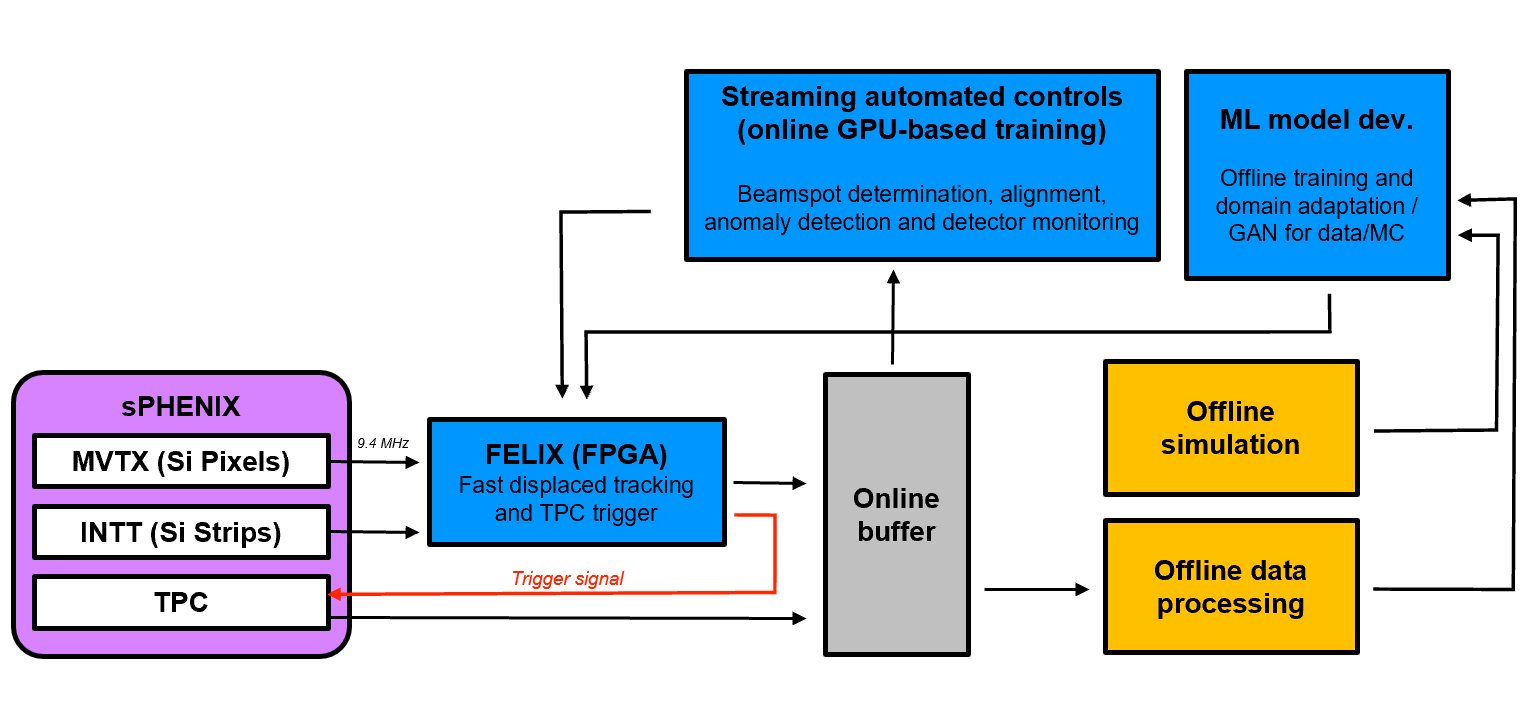 Streaming automated controls
(online GPU-based training)
Beamspot determination, alignment,
anomaly detection and detector monitoring
ML model dev.
Offline training and
domain adaptation /
GAN for data/MC
sPHENIX
MVTX (Si Pixels)
INTT (Si Strips)
TPC
9.4 MHz
FELIX (FPGA)
Fast displaced tracking
and TPC trigger
Trigger signal
Online
buffer
Offline
simulation
Offline data
processing